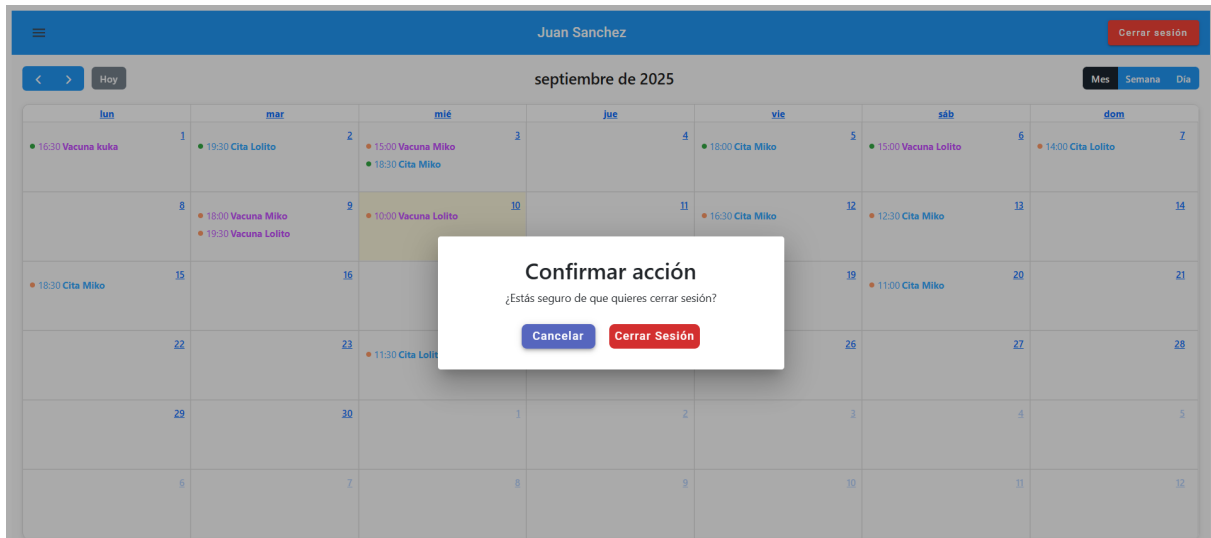 Juan Sanchez
Cerrar sesión
Hoy
septiembre de 2025
Mes Semana Día
lun mar mié jue vie sáb dom
1 2 3 4 5 6 7
16:30 Vacuna kuka
19:30 Cita Lolito
15:00 Vacuna Miko
18:30 Cita Miko
18:00 Cita Miko
15:00 Vacuna Lolito
14:00 Cita Lolito
8 9 10 11 12 13 14
18:00 Vacuna Miko
19:30 Vacuna Lolito
10:00 Vacuna Lolito
16:30 Cita Miko
12:30 Cita Miko
Confirmar acción
¿Estás seguro de que quieres cerrar sesión?
Cancelar Cerrar Sesión
15 16 19 20 21
18:30 Cita Miko
11:00 Cita Miko
22 23 26 27 28
11:30 Cita Lolit
29 30 1 2 3 4 5
6 7 8 9 10 11 12